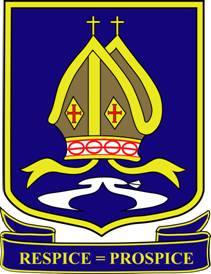 RESPICE = PROSPICE